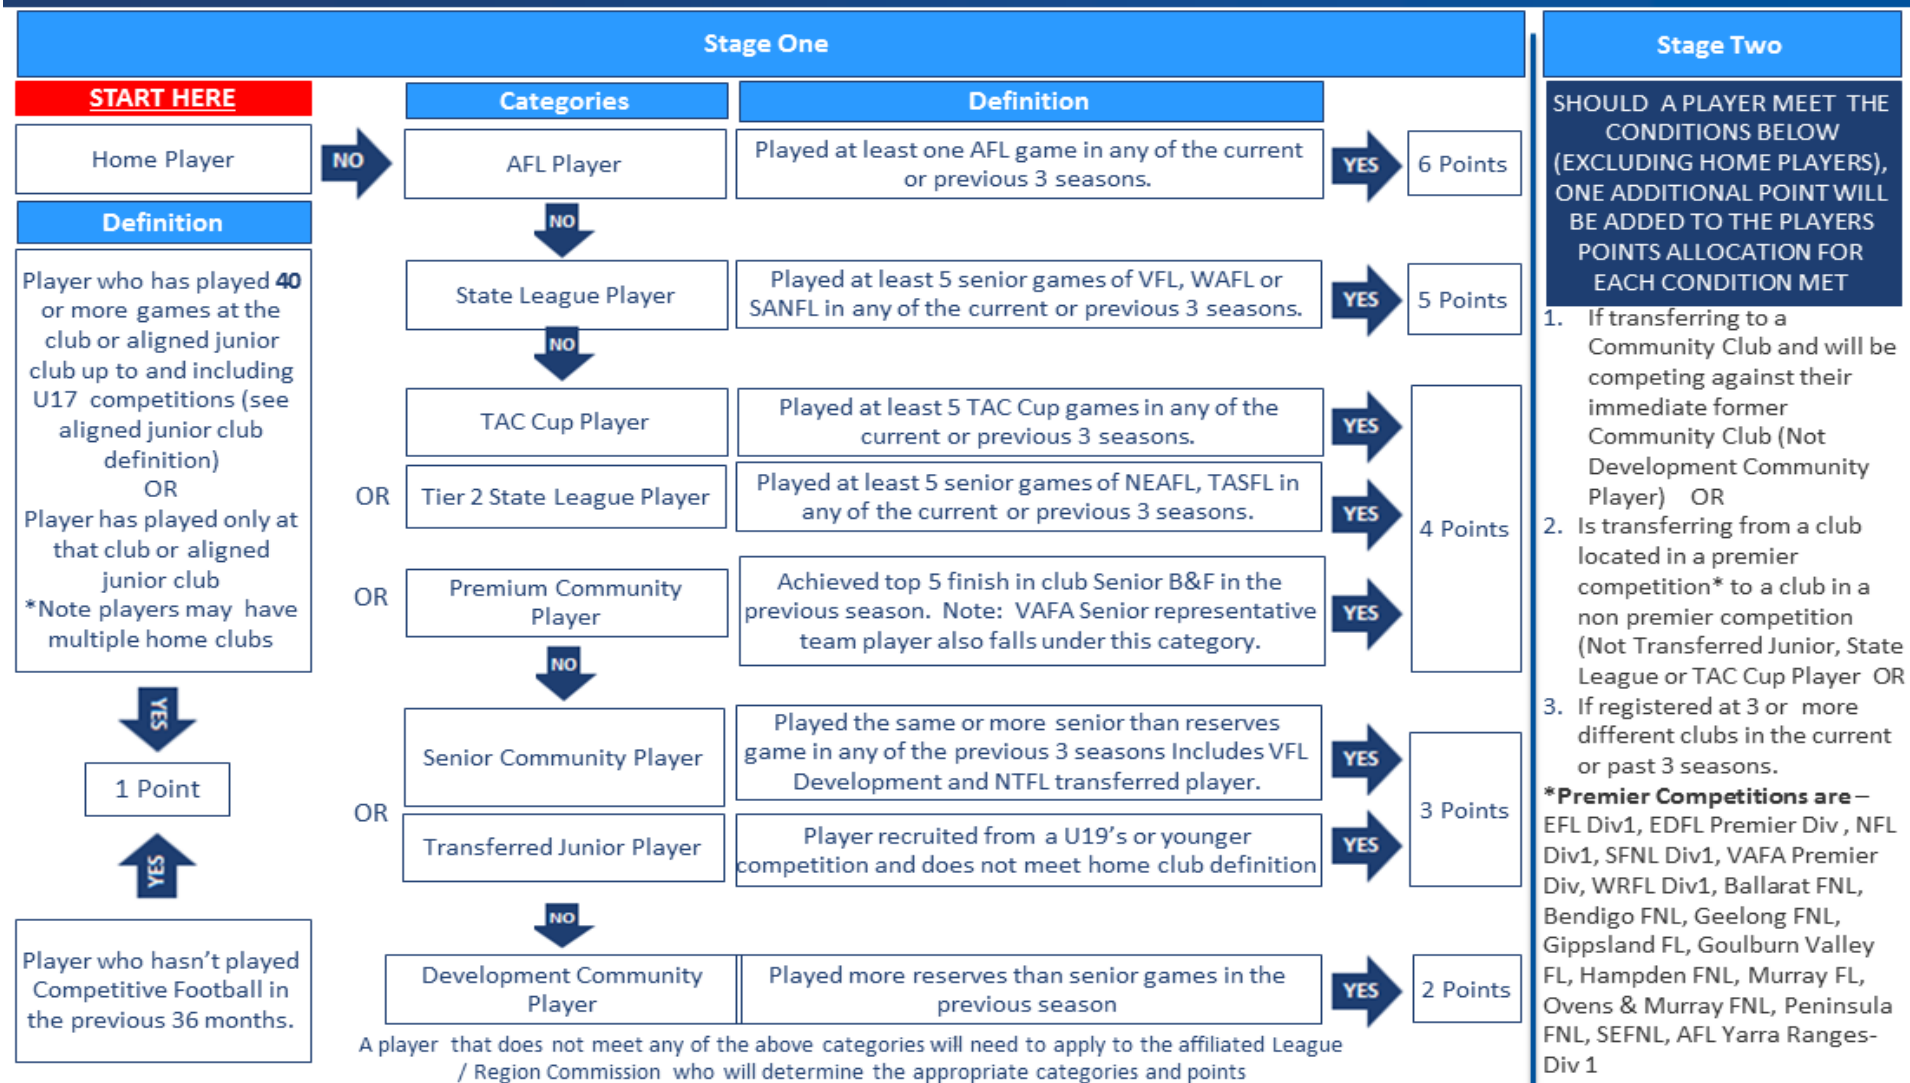 Stage One
START HERE
Home Player
Definition
Player who has played 40
or more games at the
club or aligned junior
club up to and including
U17 competitions (see
aligned junior club
definition)
OR
Player has played only at
that club or aligned
junior club
*Note players may have
multiple home clubs
YES
1 Point
YES
Player who hasn't played
Competitive Football in
the previous 36 months.
NO
Categories
Definition
AFL Player
Played at least one AFL game in any of the current
or previous 3 seasons.
YES
6 Points
NO
State League Player
Played at least 5 senior games of VFL, WAFL or
SANFL in any of the current or previous 3 seasons.
YES
5 Points
NO
TAC Cup Player
Played at least 5 TAC Cup games in any of the
current or previous 3 seasons.
YES
OR
Tier 2 State League Player
Played at least 5 senior games of NEAFL, TASFL in
any of the current or previous 3 seasons.
YES
4 Points
OR
Premium Community
Player
Achieved top 5 finish in club Senior B&F in the
previous season. Note: VAFA Senior representative
team player also falls under this category.
YES
NO
Senior Community Player
Played the same or more senior than reserves
game in any of the previous 3 seasons Includes VFL
Development and NTFL transferred player.
YES
OR
3 Points
Transferred Junior Player
Player recruited from a U19's or younger
competition and does not meet home club definition
YES
NO
Development Community
Player
Played more reserves than senior games in the
previous season
YES
2 Points
A player that does not meet any of the above categories will need to apply to the affiliated League
/ Region Commission who will determine the appropriate categories and points
Stage Two
SHOULD A PLAYER MEET THE
CONDITIONS BELOW
(EXCLUDING HOME PLAYERS),
ONE ADDITIONAL POINT WILL
BE ADDED TO THE PLAYERS
POINTS ALLOCATION FOR
EACH CONDITION MET
1. If transferring to a
Community Club and will be
competing against their
immediate former
Community Club (Not
Development Community
Player) OR
2. Is transferring from a club
located in a premier
competition* to a club in a
non premier competition
(Not Transferred Junior, State
League or TAC Cup Player OR
3. If registered at 3 or more
different clubs in the current
or past 3 seasons.
*Premier Competitions are –
EFL Div1, EDFL Premier Div , NFL
Div1, SFNL Div1, VAFA Premier
Div, WRFL Div1, Ballarat FNL,
Bendigo FNL, Geelong FNL,
Gippsland FL, Goulburn Valley
FL, Hampden FNL, Murray FL,
Ovens & Murray FNL, Peninsula
FNL, SEFNL, AFL Yarra Ranges-
Div 1